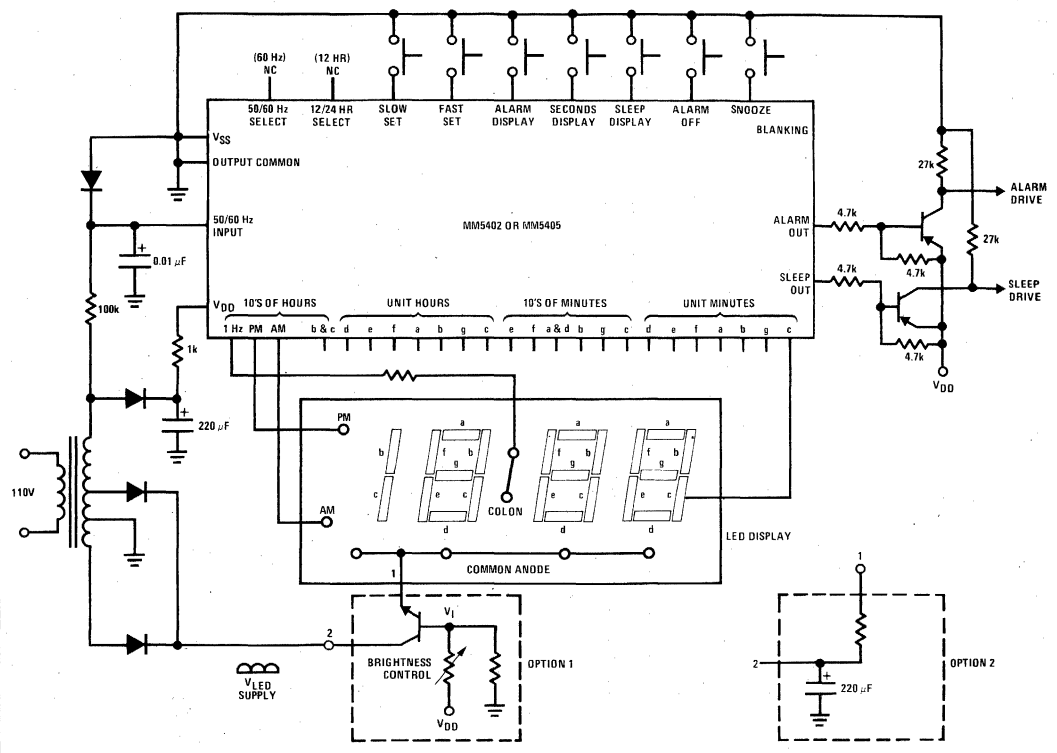 (60 Hz)
NC
(12 HR)
NC
50/60 Hz
SELECT
12/24 HR
SELECT
SLOW
SET
FAST
SET
ALARM
DISPLAY
SECONDS
DISPLAY
SLEEP
DISPLAY
ALARM
OFF
SNOOZE
BLANKING
VSS
OUTPUT COMMON
50/60 Hz
INPUT
MM5402 OR MM5405
ALARM
OUT
SLEEP
OUT
4.7k
4.7k
27k
27k
4.7k
4.7k
ALARM
DRIVE
SLEEP
DRIVE
VDD
+
0.01 μF
100k
VDD
1k
+
220 μF
110V
10'S OF HOURS
UNIT HOURS
10'S OF MINUTES
UNIT MINUTES
1 Hz PM AM b & c d e f a b g c e f a & d b g c d e f a b g c
PM
AM
b
c
a
f b
g
e c
d
COLON
a
f b
g
e c
d
a
f b
g
e c
d
COMMON ANODE
LED DISPLAY
1
2
VI
BRIGHTNESS
CONTROL
VDD
OPTION 1
VLED
SUPPLY
1
2
+
220 μF
OPTION 2